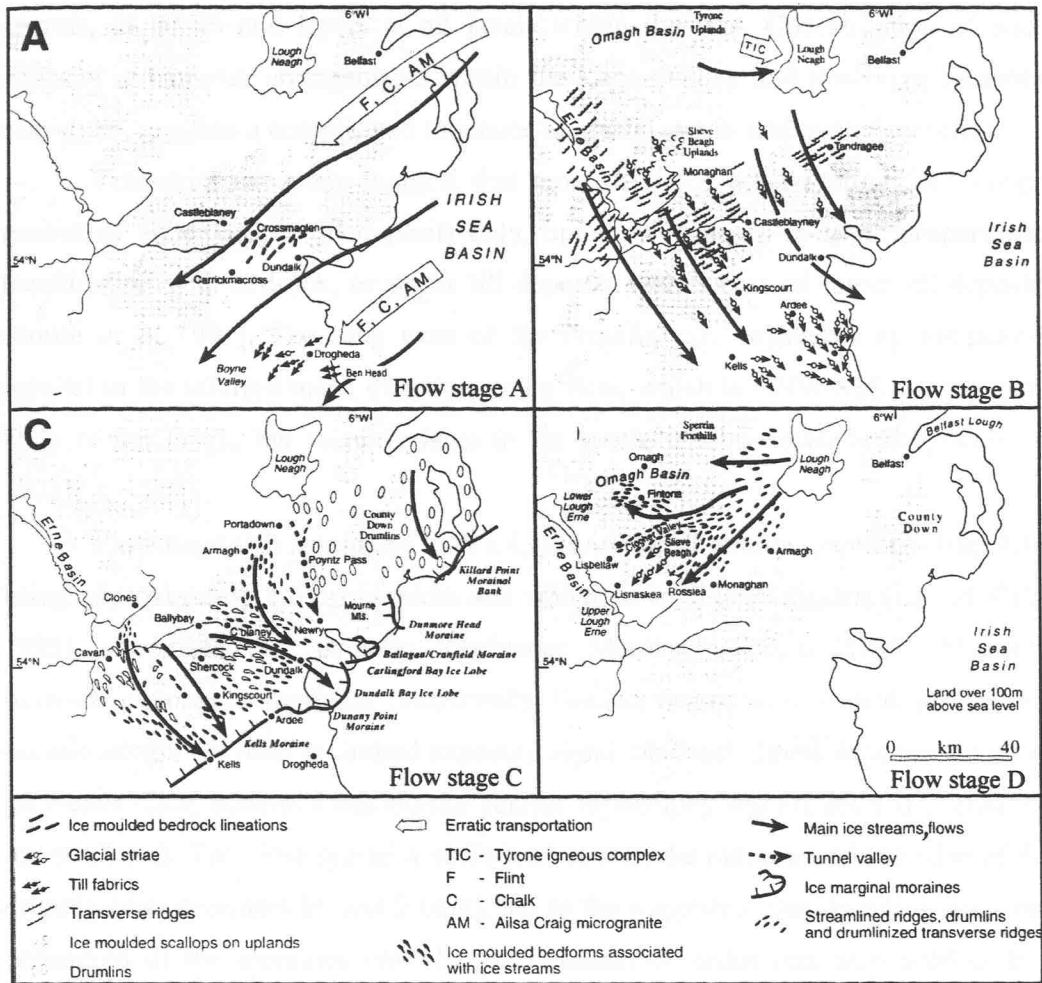 A
6°W
Lough
Neagh
Belfast
F, C, AM
Castleblaney
Crossmaglen
IRISH
SEA
BASIN
54°N
Dundalk
Carrickmacross
F, C, AM
Drogheda
Boyne
Valley
Ben Head
Flow stage A
6°W
Tyrone
Uplands
Omagh Basin
TIC
Lough
Neagh
Belfast
Erne Basin
Slieve
Beagh
Uplands
Tandragee
Monaghan
Castleblayney
Irish
Sea
Basin
54°N
Dundalk
Kingscourt
Ardee
Kells
Flow stage B
C
6°W
Lough
Neagh
Portadown
County
Down
Drumlins
Erne Basin
Armagh
Poyntz Pass
Killard Point
Morainal
Bank
Clones
Mourne
Mts.
Ballybay
C'blaney
Newry
Dunmore Head
Moraine
Cavan
54°N
Ballagan/Cranfield Moraine
Shercock
Dundalk
Carlingford Bay Ice Lobe
Kingscourt
Dundalk Bay Ice Lobe
Ardee
Dunany Point
Moraine
Kells Moraine
Kells
Drogheda
Flow stage C
6°W
Sperrin
Foothills
Belfast Lough
Omagh
Lough
Neagh
Belfast
Omagh Basin
Lower
Lough
Erne
Fintona
County
Down
Valley
Slieve
Beagh
Armagh
Erne Basin
Lisbellaw
Lisnaskea
Rosslea
Monaghan
Upper
Lough Erne
54°N
Irish
Sea
Basin
Land over 100m
above sea level
0 km 40
Flow stage D
Ice moulded bedrock lineations
Glacial striae
Till fabrics
Transverse ridges
Ice moulded scallops on uplands
Drumlins
Erratic transportation
TIC - Tyrone igneous complex
F - Flint
C - Chalk
AM - Ailsa Craig microgranite
Ice moulded bedforms associated
with ice streams
Main ice streams, flows
Tunnel valley
Ice marginal moraines
Streamlined ridges, drumlins
and drumlinized transverse ridges